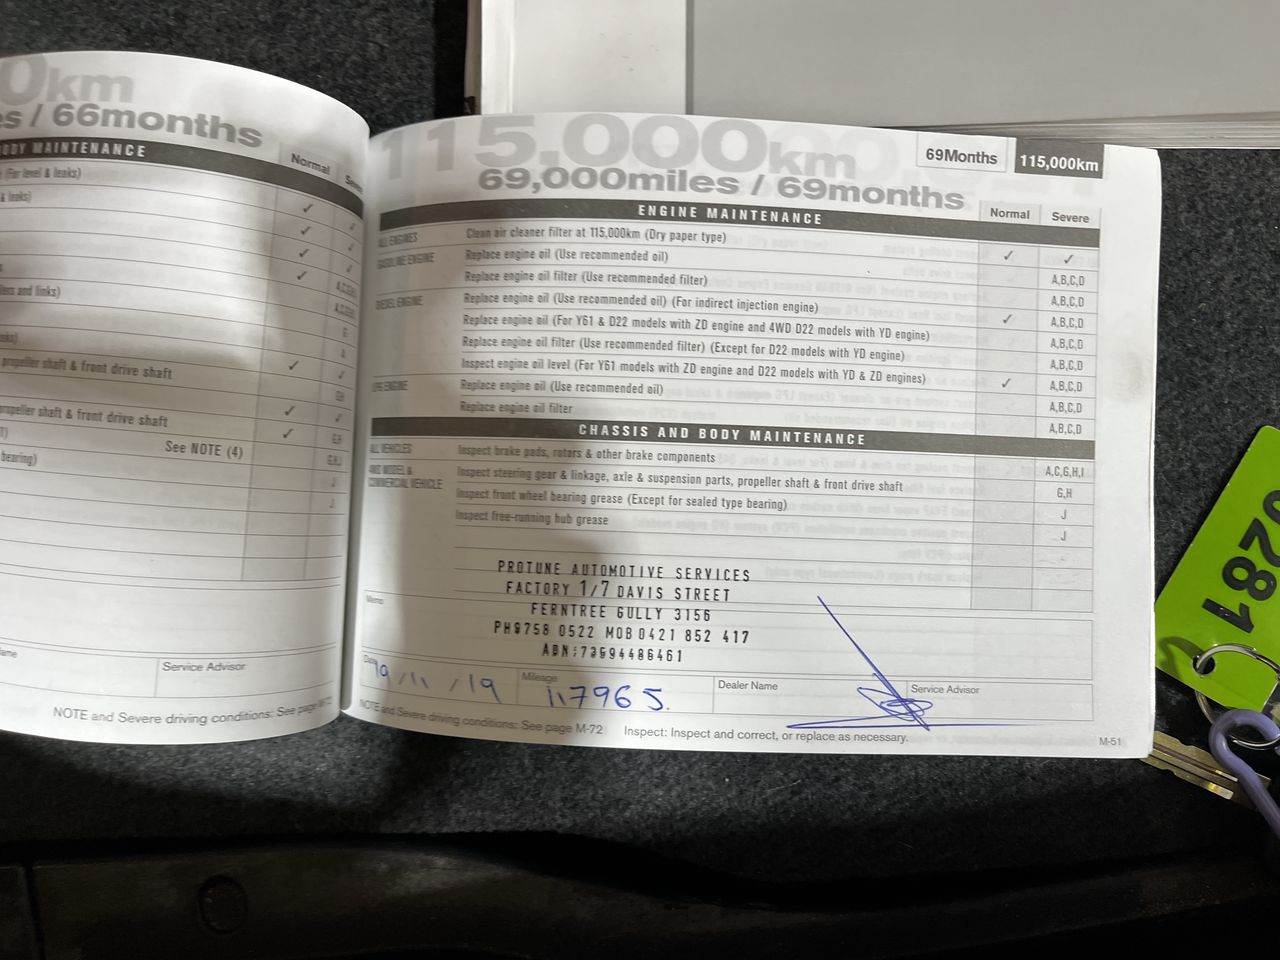 0km
es / 66months
ODY MAINTENANCE
Normal
(For level & leaks)
& leaks)
✓
✓
✓
✓
✓
✓
✓
iers and links)
G
propeller shaft & front drive shaft
✓
✓
G,H
propeller shaft & front drive shaft
✓
✓
See NOTE (4)
✓
G,H
bearing)
J
J
ame
Service Advisor
NOTE and Severe driving conditions: See page M-72
115,000km
69,000miles / 69months
69Months
115,000km
ENGINE MAINTENANCE
Normal
Severe
ALL ENGINES
Clean air cleaner filter at 115,000km (Dry paper type)
✓
✓
GASOLINE ENGINE
Replace engine oil (Use recommended oil)
A,B,C,D
Replace engine oil filter (Use recommended filter)
A,B,C,D
DIESEL ENGINE
Replace engine oil (Use recommended oil) (For indirect injection engine)
✓
A,B,C,D
Replace engine oil (For Y61 & D22 models with ZD engine and 4WD D22 models with YD engine)
A,B,C,D
Replace engine oil filter (Use recommended filter) (Except for D22 models with YD engine)
A,B,C,D
Inspect engine oil level (For Y61 models with ZD engine and D22 models with YD & ZD engines)
✓
A,B,C,D
LPG ENGINE
Replace engine oil (Use recommended oil)
A,B,C,D
Replace engine oil filter
A,B,C,D
CHASSIS AND BODY MAINTENANCE
ALL VEHICLES
Inspect brake pads, rotors & other brake components
A,C,G,H,I
4WD MODEL &
COMMERCIAL VEHICLE
Inspect steering gear & linkage, axle & suspension parts, propeller shaft & front drive shaft
G,H
Inspect front wheel bearing grease (Except for sealed type bearing)
J
Inspect free-running hub grease
J
Memo
PROTUNE AUTOMOTIVE SERVICES
FACTORY 1/7 DAVIS STREET
FERNTREE GULLY 3156
PH9758 0522 MOB 0421 852 417
ABN:73694486461
Date
19/11/19
Mileage
117965.
Dealer Name
Service Advisor
NOTE and Severe driving conditions: See page M-72
Inspect: Inspect and correct, or replace as necessary.
M-51